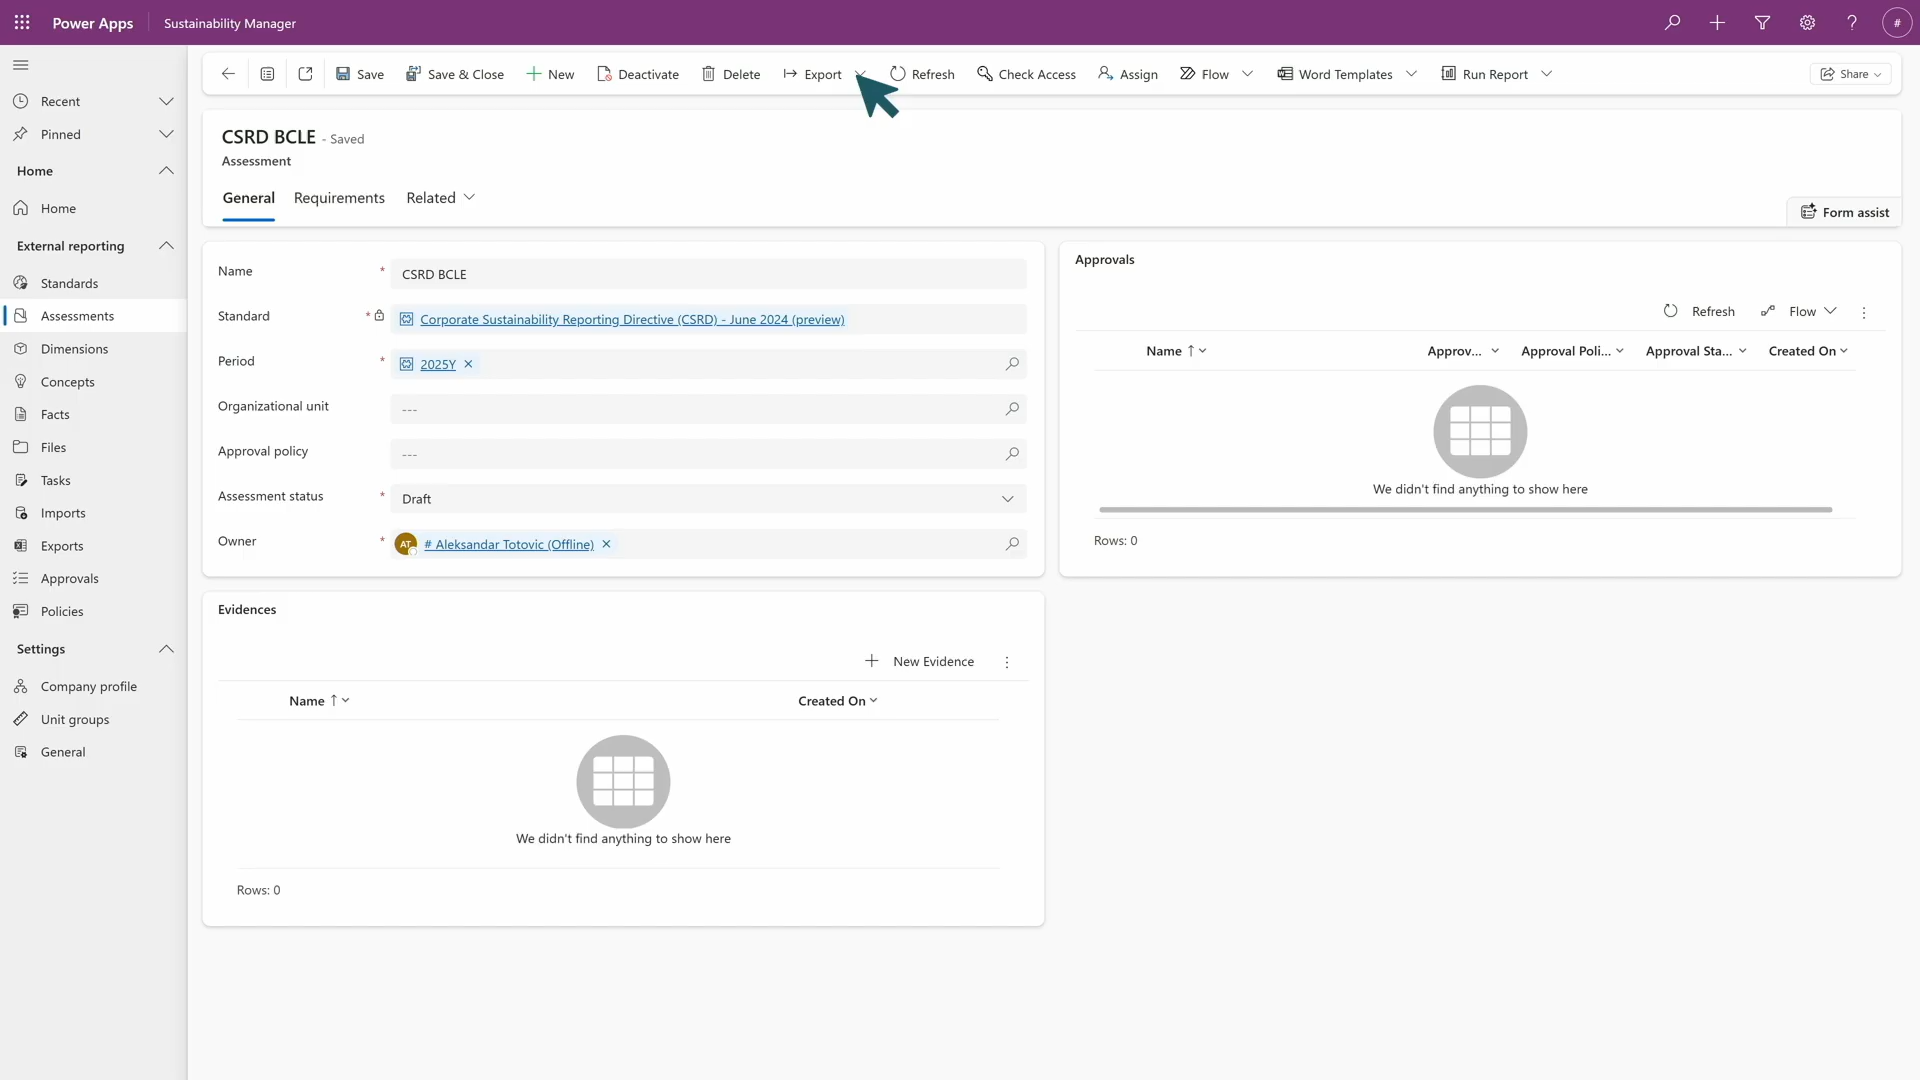 Power Apps
Sustainability Manager
#
Save
Save & Close
New
Deactivate
Delete
Export
Refresh
Check Access
Assign
Flow
Word Templates
Run Report
Share
Recent
Pinned
Home
Home
External reporting
Standards
Assessments
Dimensions
Concepts
Facts
Files
Tasks
Imports
Exports
Approvals
Policies
Settings
Company profile
Unit groups
General
CSRD BCLE - Saved
Assessment
General
Requirements
Related
Form assist
Name * CSRD BCLE
Standard * Corporate Sustainability Reporting Directive (CSRD) - June 2024 (preview)
Period * 2025Y
Organizational unit ---
Approval policy ---
Assessment status * Draft
Owner * AT # Aleksandar Totovic (Offline)
Approvals
Refresh
Flow
Name
Approv...
Approval Poli...
Approval Sta...
Created On
We didn't find anything to show here
Rows: 0
Evidences
New Evidence
Name
Created On
We didn't find anything to show here
Rows: 0